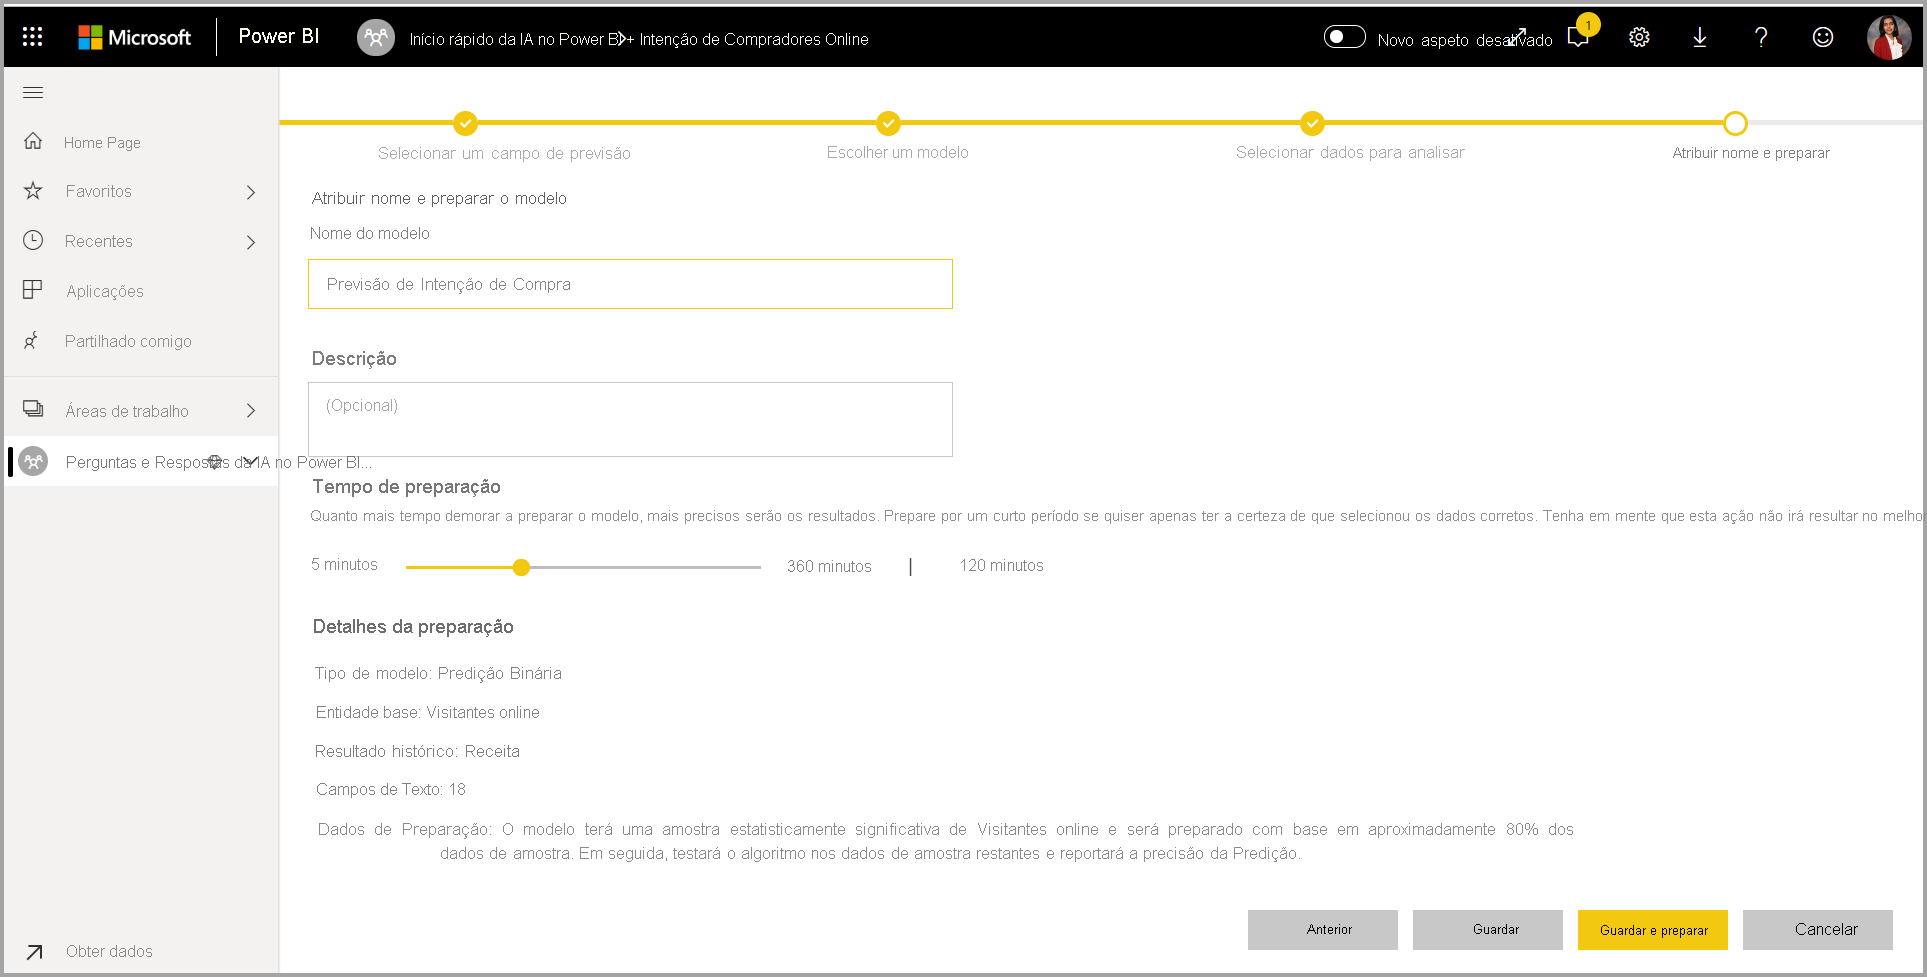 Microsoft
Power BI
Início rápido da IA no Power BI + Intenção de Compradores Online
Novo aspeto desativado
1
Home Page
Favoritos
Recentes
Aplicações
Partilhado comigo
Áreas de trabalho
Perguntas e Respostas da IA no Power BI...
Obter dados
Selecionar um campo de previsão
Escolher um modelo
Selecionar dados para analisar
Atribuir nome e preparar
Atribuir nome e preparar o modelo
Nome do modelo
Previsão de Intenção de Compra
Descrição
(Opcional)
Tempo de preparação
Quanto mais tempo demorar a preparar o modelo, mais precisos serão os resultados. Prepare por um curto período se quiser apenas ter a certeza de que selecionou os dados corretos. Tenha em mente que esta ação não irá resultar no melho
5 minutos
360 minutos | 120 minutos
Detalhes da preparação
Tipo de modelo: Predição Binária
Entidade base: Visitantes online
Resultado histórico: Receita
Campos de Texto: 18
Dados de Preparação: O modelo terá uma amostra estatisticamente significativa de Visitantes online e será preparado com base em aproximadamente 80% dos
dados de amostra. Em seguida, testará o algoritmo nos dados de amostra restantes e reportará a precisão da Predição.
Anterior
Guardar
Guardar e preparar
Cancelar